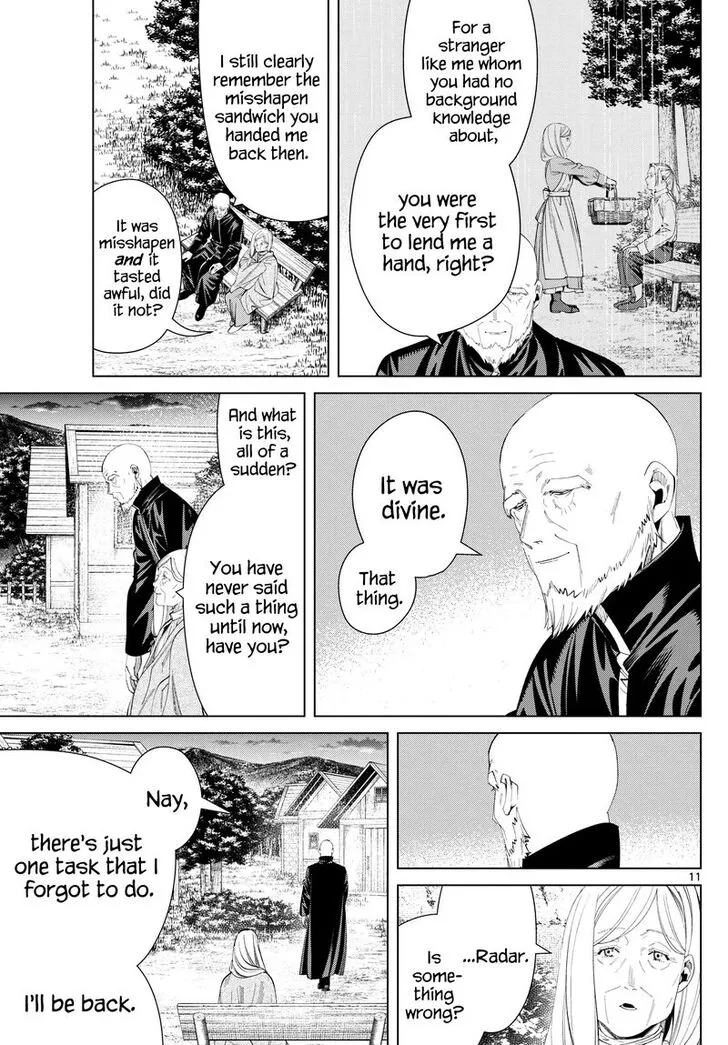 For a
stranger
like me whom
you had no
background
knowledge
about,
you were
the very first
to lend me a
hand, right?
I still clearly
remember the
misshapen
sandwich you
handed me
back then.
It was
misshapen
and it
tasted
awful, did
it not?
It was
divine.
That
thing.
And what
is this,
all of a
sudden?
You have
never said
such a thing
until now,
have you?
11
...Radar.
Is
some-
thing
wrong?
Nay,
there's just
one task that I
forgot to do.
I'll be back.